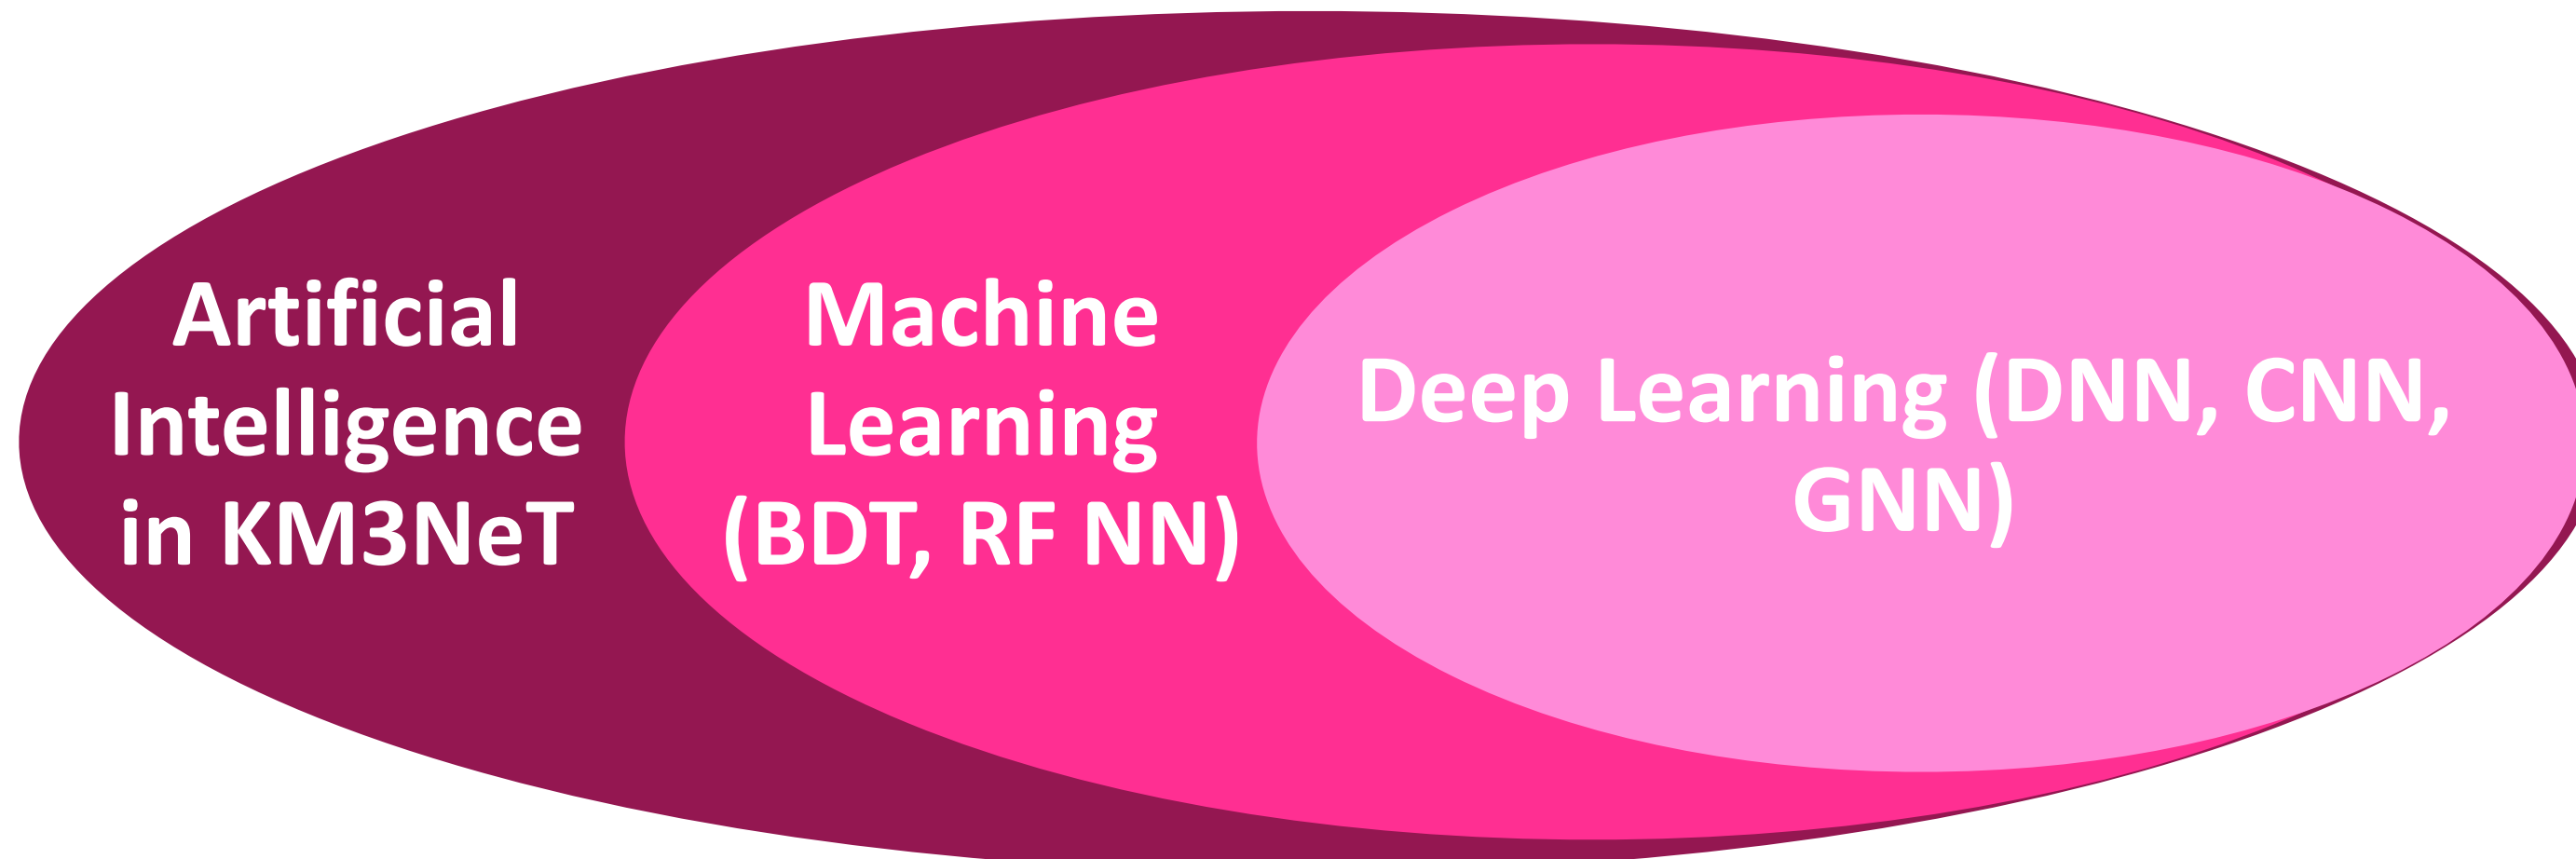 Artificial
Intelligence
in KM3NeT
Machine
Learning
(BDT, RF NN)
Deep Learning (DNN, CNN,
GNN)